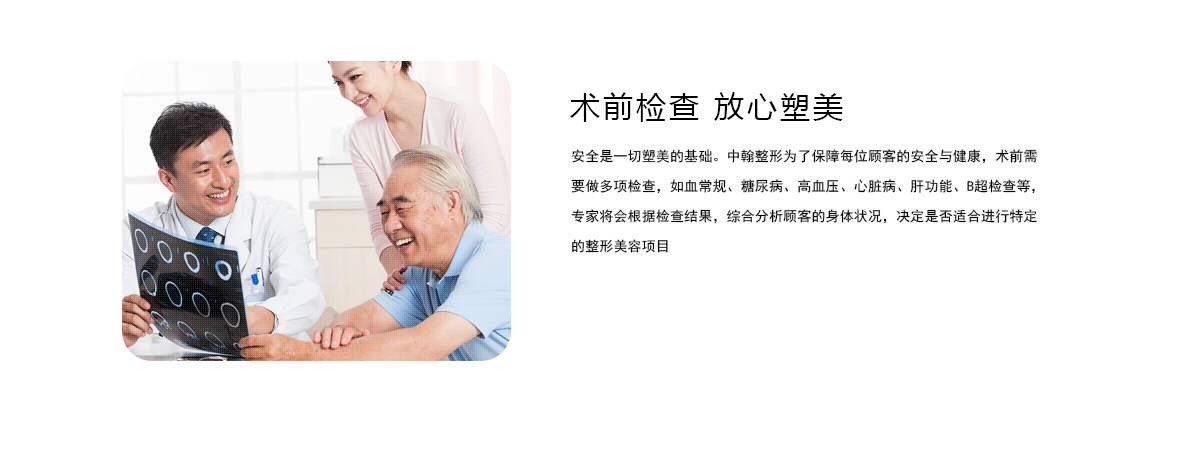 术前检查 放心塑美
安全是一切塑美的基础。中翰整形为了保障每位顾客的安全与健康，术前需
要做多项检查，如血常规、糖尿病、高血压、心脏病、肝功能、B超检查等，
专家将会根据检查结果，综合分析顾客的身体状况，决定是否适合进行特定
的整形美容项目